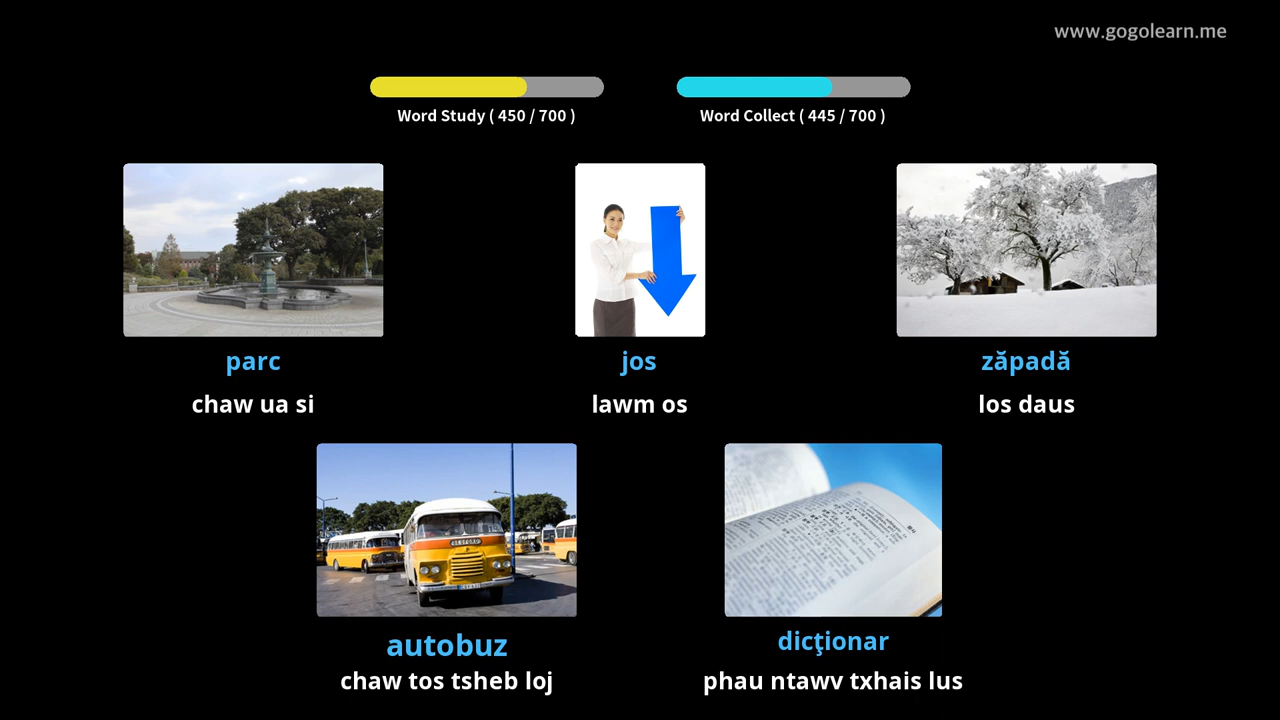 www.gogolearn.me
Word Study ( 450 / 700 )
Word Collect ( 445 / 700 )
parc
jos
zăpadă
chaw ua si
lawm os
los daus
autobuz
dicţionar
chaw tos tsheb loj
phau ntawv txhais lus